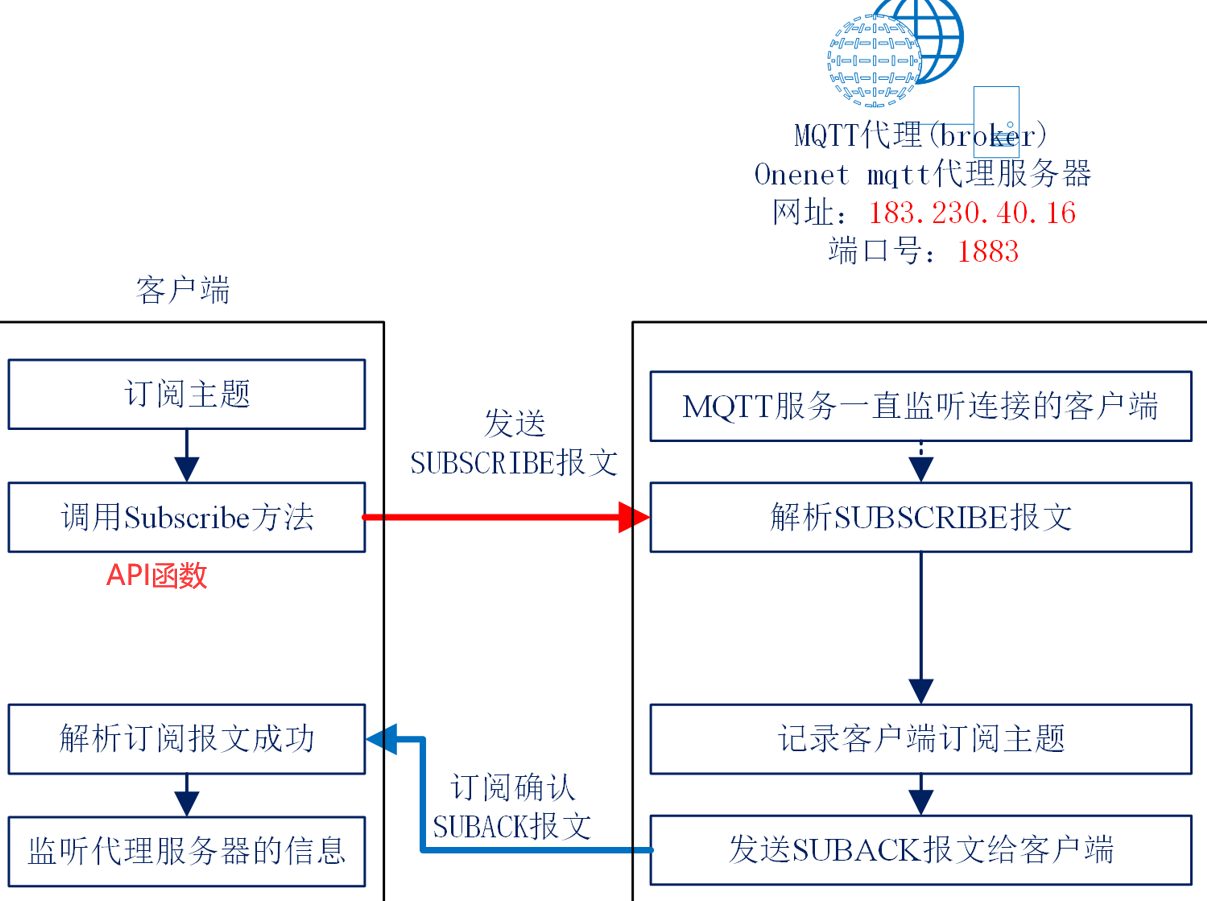 MQTT代理(broker)
Onenet mqtt代理服务器
网址：183.230.40.16
端口号：1883
客户端
订阅主题
调用Subscribe方法
API函数
解析订阅报文成功
监听代理服务器的信息
发送
SUBSCRIBE报文
订阅确认
SUBACK报文
MQTT服务一直监听连接的客户端
解析SUBSCRIBE报文
记录客户端订阅主题
发送SUBACK报文给客户端